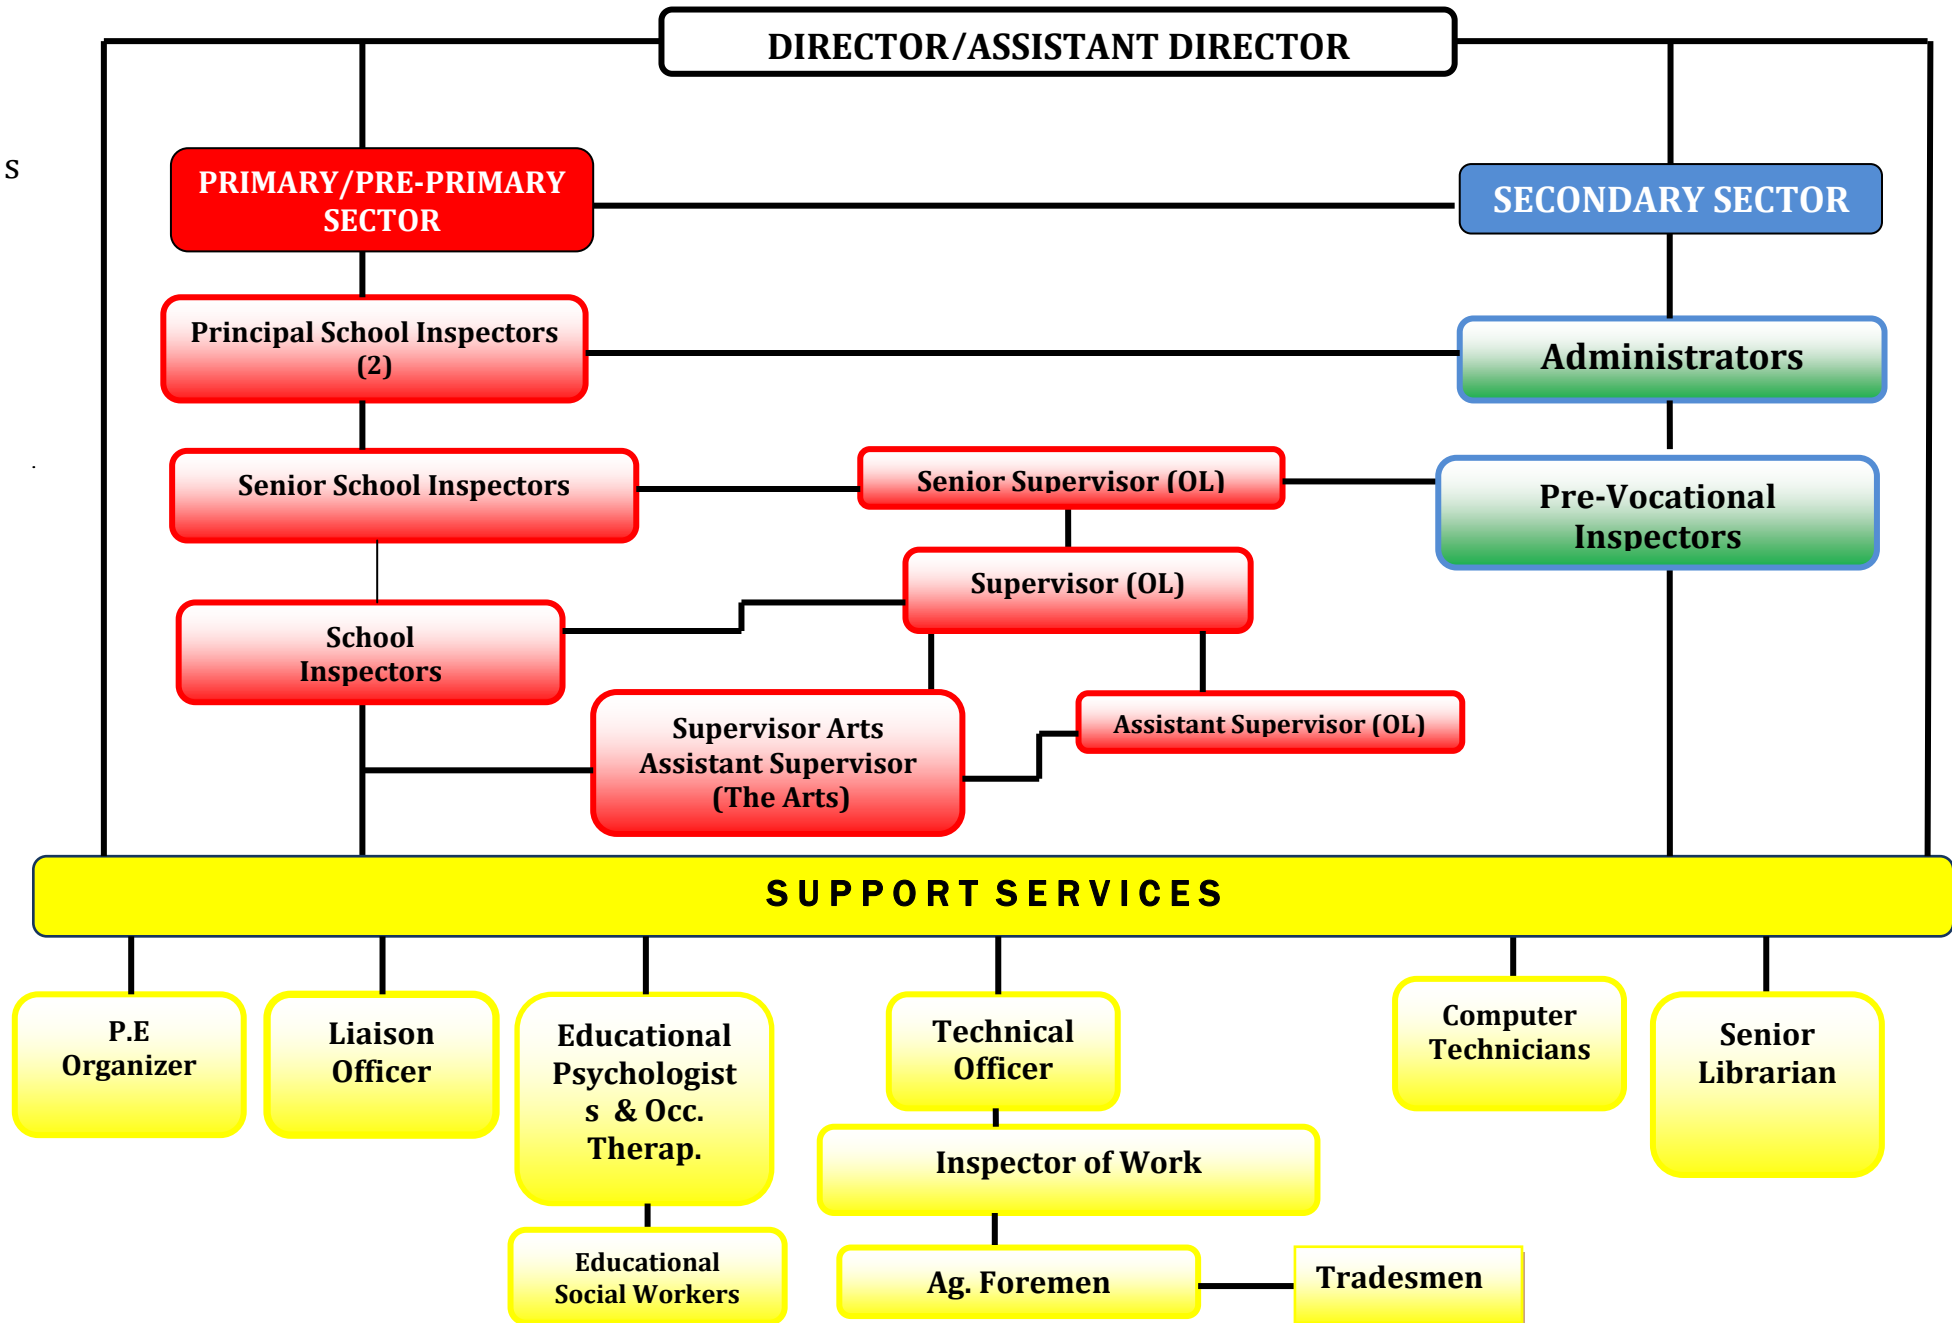 DIRECTOR/ASSISTANT DIRECTOR
s
PRIMARY/PRE-PRIMARY
SECTOR
SECONDARY SECTOR
Principal School Inspectors
(2)
Administrators
Senior School Inspectors
Senior Supervisor (OL)
Pre-Vocational
Inspectors
Supervisor (OL)
School
Inspectors
Supervisor Arts
Assistant Supervisor
(The Arts)
Assistant Supervisor (OL)
SUPPORT SERVICES
P.E
Organizer
Liaison
Officer
Educational
Psychologist
s & Occ.
Therap.
Technical
Officer
Computer
Technicians
Senior
Librarian
Inspector of Work
Educational
Social Workers
Ag. Foremen
Tradesmen